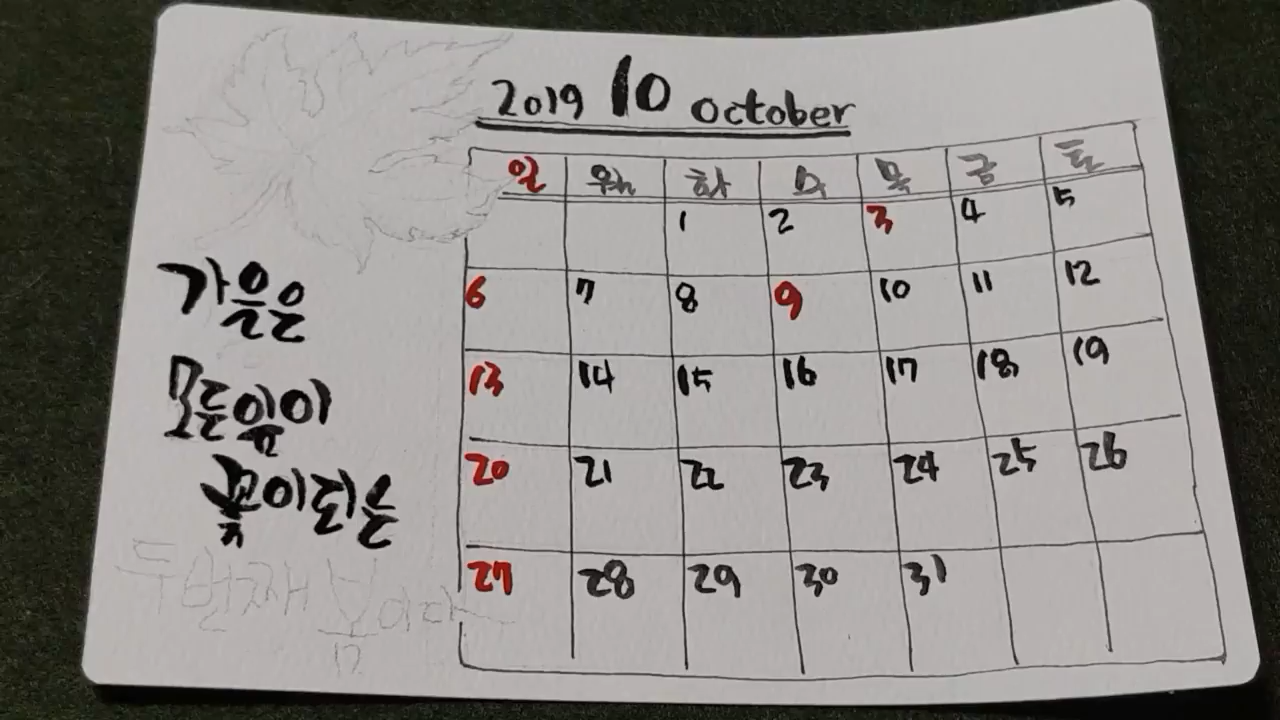 2019 10 October
일 월 화 수 목 금 토
1 2 3 4 5
6 7 8 9 10 11 12
13 14 15 16 17 18 19
20 21 22 23 24 25 26
27 28 29 30 31
가을은
모든잎이
꽃이되는
두번째 봄이다